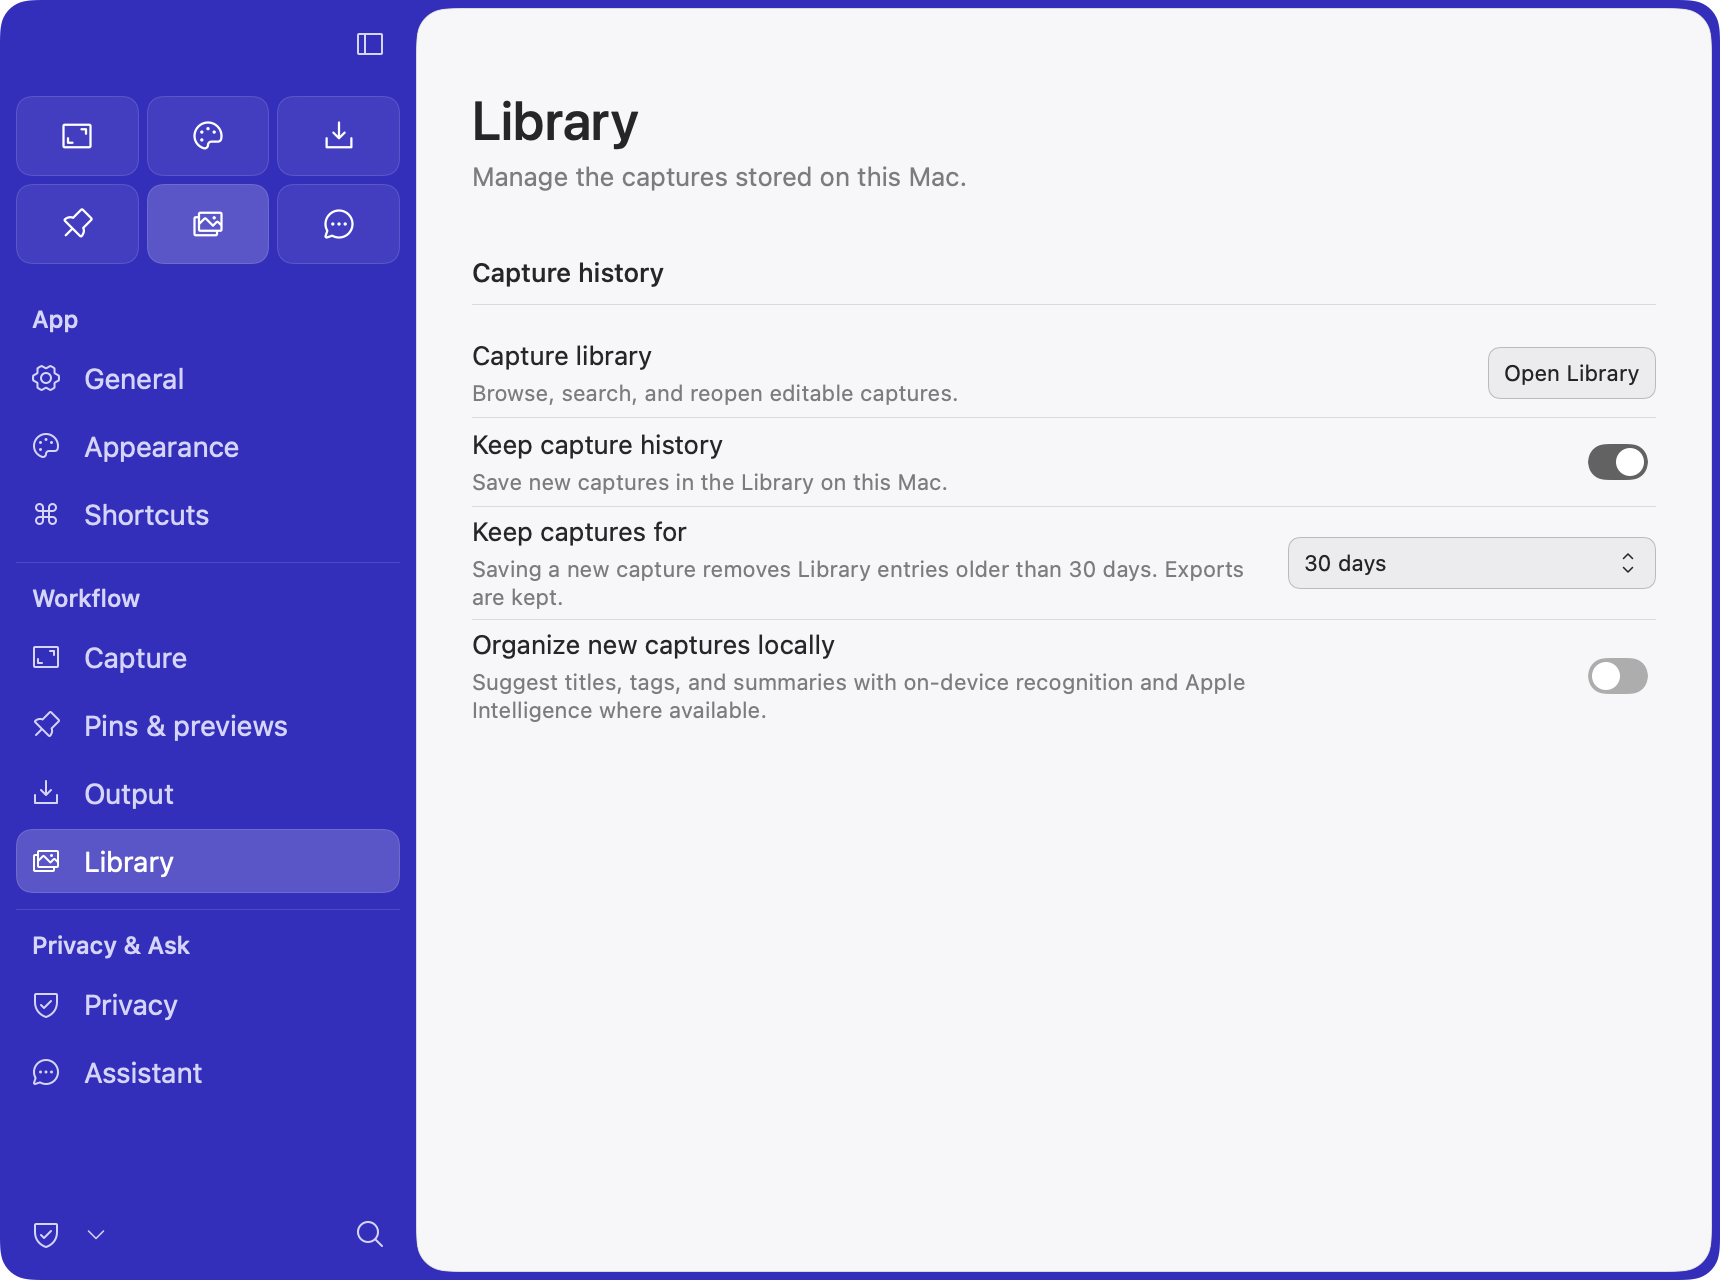 App
General
Appearance
Shortcuts
Workflow
Capture
Pins & previews
Output
Library
Privacy & Ask
Privacy
Assistant
Library
Manage the captures stored on this Mac.
Capture history
Capture library
Browse, search, and reopen editable captures.
Open Library
Keep capture history
Save new captures in the Library on this Mac.
Keep captures for
Saving a new capture removes Library entries older than 30 days. Exports
are kept.
30 days
Organize new captures locally
Suggest titles, tags, and summaries with on-device recognition and Apple
Intelligence where available.